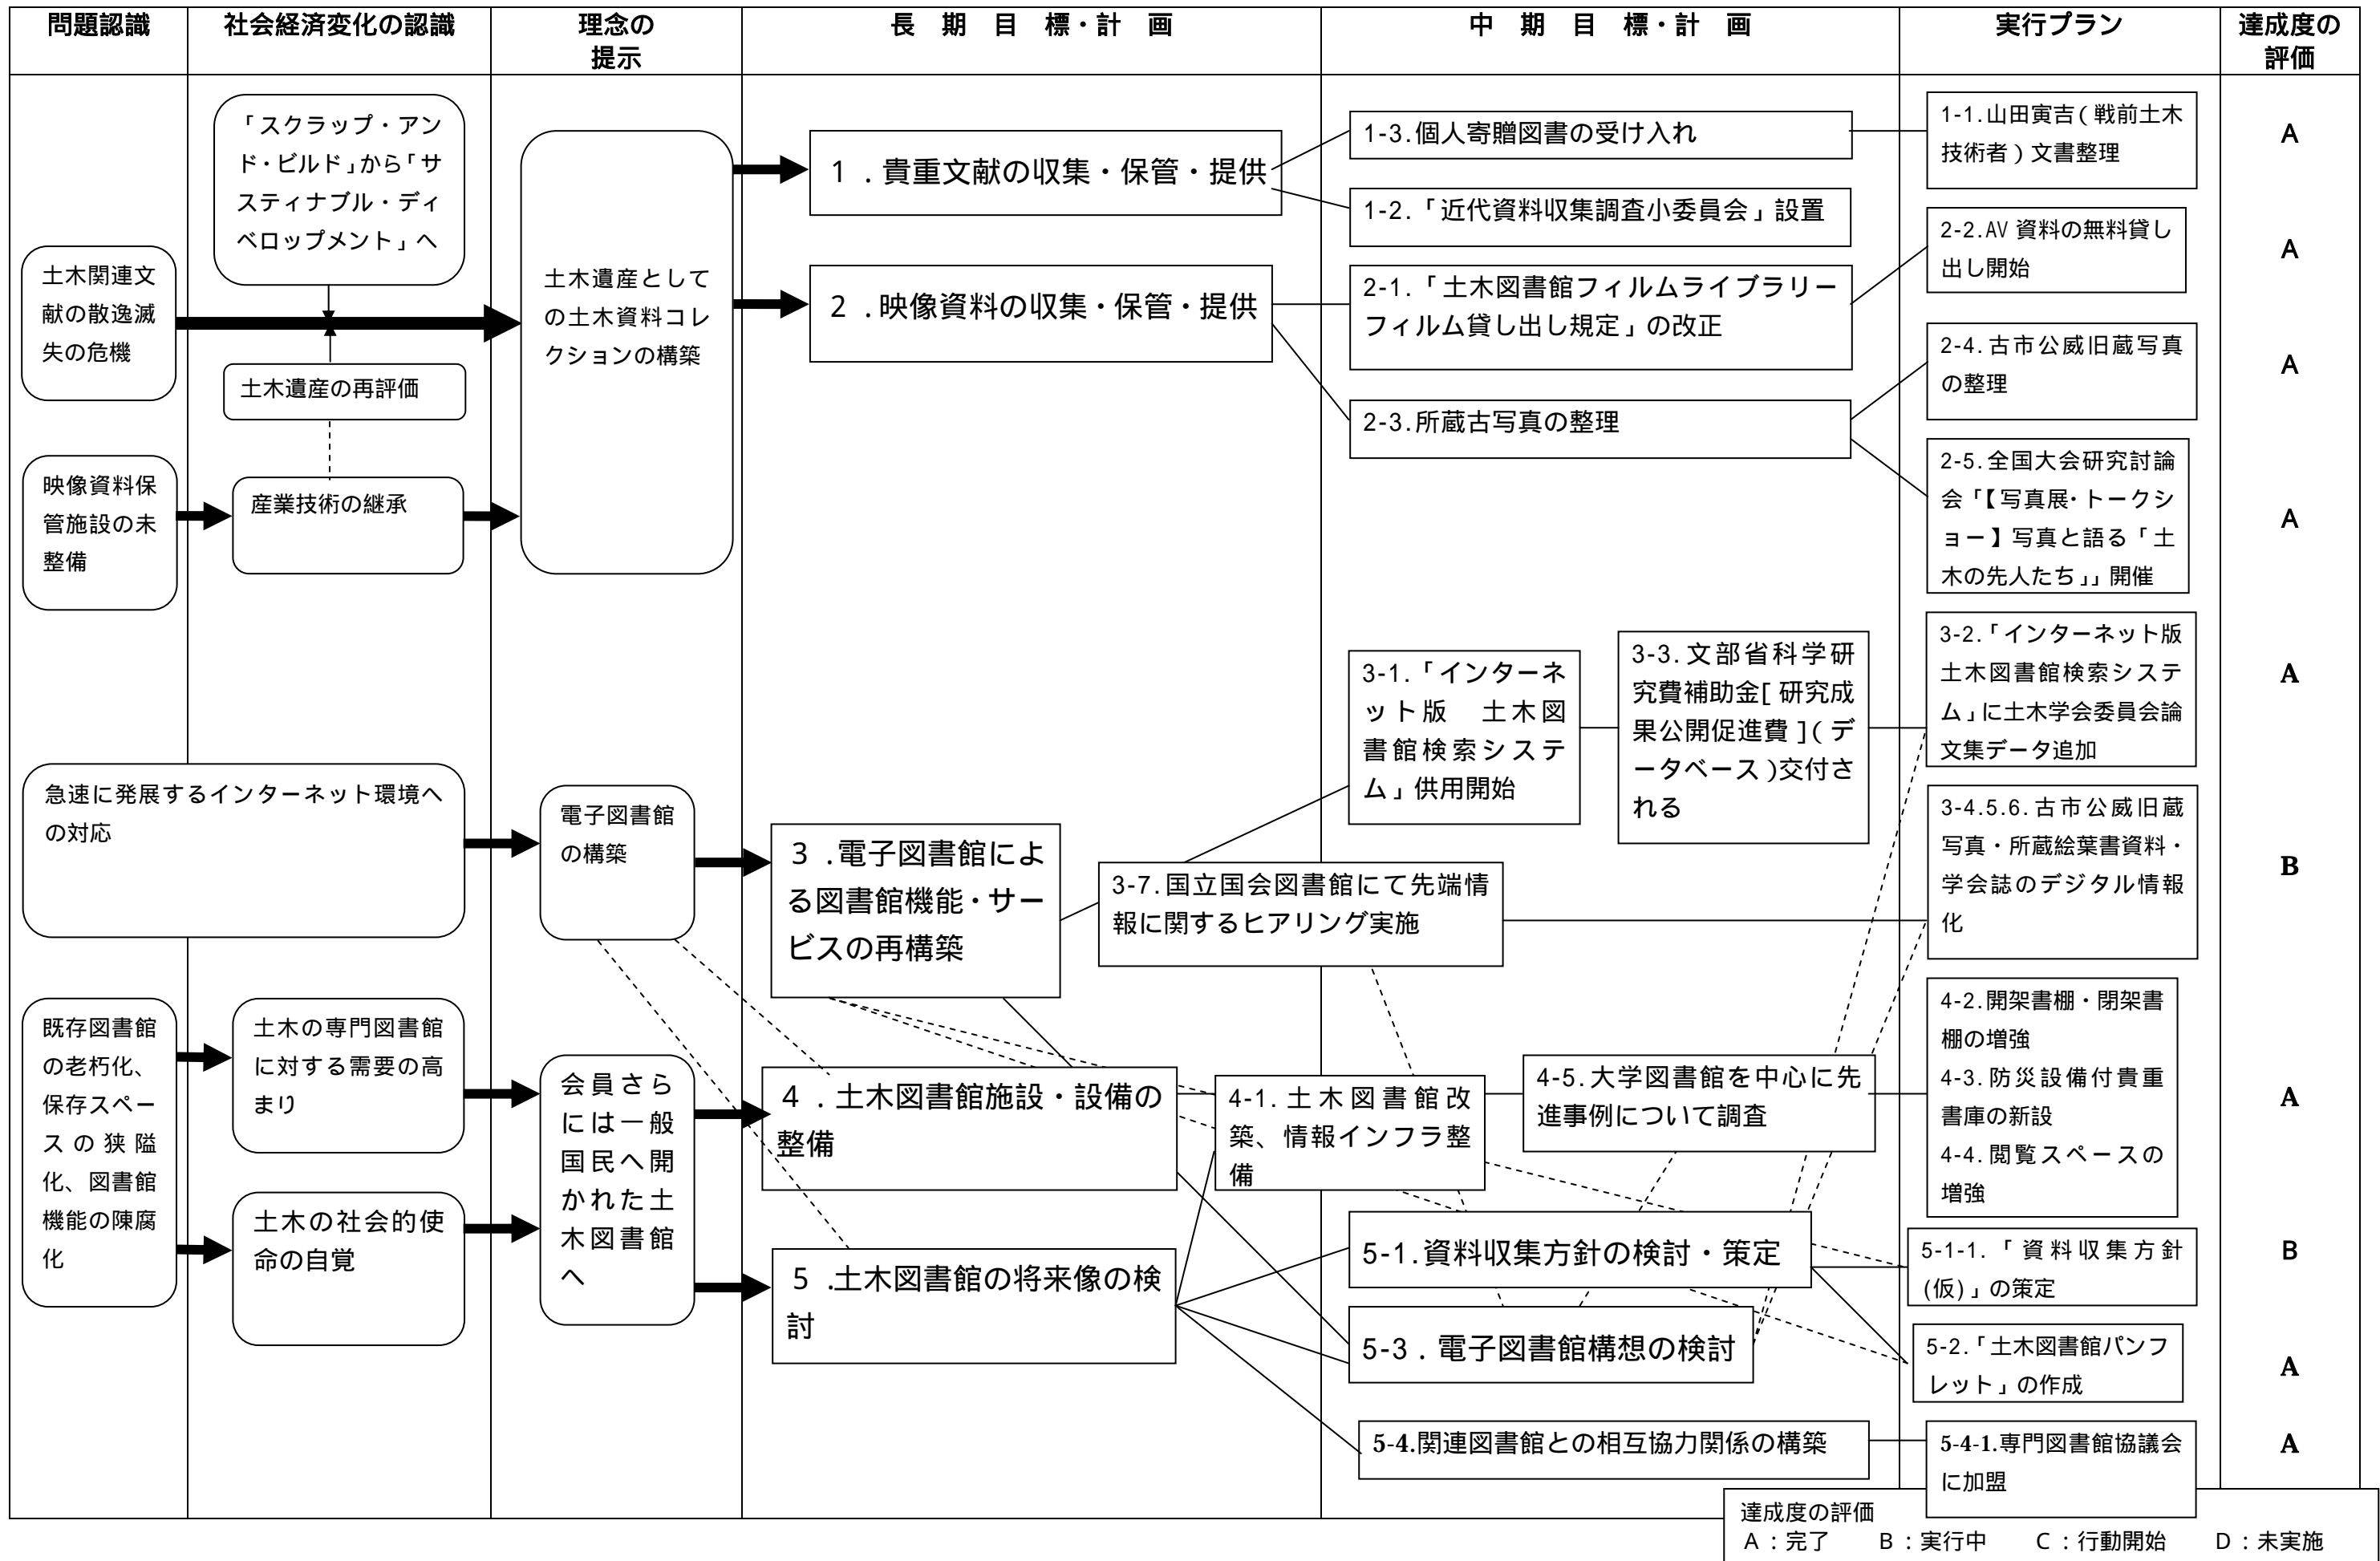 問題認識
社会経済変化の認識
理念の
提示
長　期　目　標・計　画
中　期　目　標・計　画
実行プラン
達成度の
評価
土木関連文
献の散逸滅
失の危機
映像資料保
管施設の未
整備
急速に発展するインターネット環境へ
の対応
既存図書館
の老朽化、
保存スペー
スの狭隘
化、図書館
機能の陳腐
化
「スクラップ・アン
ド・ビルド」から「サ
スティナブル・ディ
ベロップメント」へ
土木遺産の再評価
産業技術の継承
土木の専門図書館
に対する需要の高
まり
土木の社会的使
命の自覚
土木遺産として
の土木資料コレ
クションの構築
電子図書館
の構築
会員さら
には一般
国民へ開
かれた土
木図書館
へ
１．貴重文献の収集・保管・提供
２．映像資料の収集・保管・提供
３．電子図書館によ
る図書館機能・サー
ビスの再構築
４．土木図書館施設・設備の
整備
５．土木図書館の将来像の検
討
1-3.個人寄贈図書の受け入れ
1-2.「近代資料収集調査小委員会」設置
2-1.「土木図書館フィルムライブラリー
フィルム貸し出し規定」の改正
2-3.所蔵古写真の整理
3-1.「インターネ
ット版　土木図
書館検索システ
ム」供用開始
3-3.文部省科学研
究費補助金[研究成
果公開促進費](デ
ータベース)交付さ
れる
3-7.国立国会図書館にて先端情
報に関するヒアリング実施
4-1.土木図書館改
築、情報インフラ整
備
4-5.大学図書館を中心に先
進事例について調査
5-1.資料収集方針の検討・策定
5-3．電子図書館構想の検討
5-4.関連図書館との相互協力関係の構築
1-1.山田寅吉(戦前土木
技術者)文書整理
2-2.AV 資料の無料貸し
出し開始
2-4.古市公威旧蔵写真
の整理
2-5.全国大会研究討論
会「【写真展・トークシ
ョー】写真と語る「土
木の先人たち」」開催
3-2.「インターネット版
土木図書館検索システ
ム」に土木学会委員会論
文集データ追加
3-4.5.6.古市公威旧蔵
写真・所蔵絵葉書資料・
学会誌のデジタル情報
化
4-2.開架書棚・閉架書
棚の増強
4-3.防災設備付貴重
書庫の新設
4-4.閲覧スペースの
増強
5-1-1.「資料収集方針
(仮)」の策定
5-2.「土木図書館パンフ
レット」の作成
5-4-1.専門図書館協議会
に加盟
A
A
A
A
A
B
A
B
A
A
達成度の評価
A：完了　B：実行中　C：行動開始　D：未実施